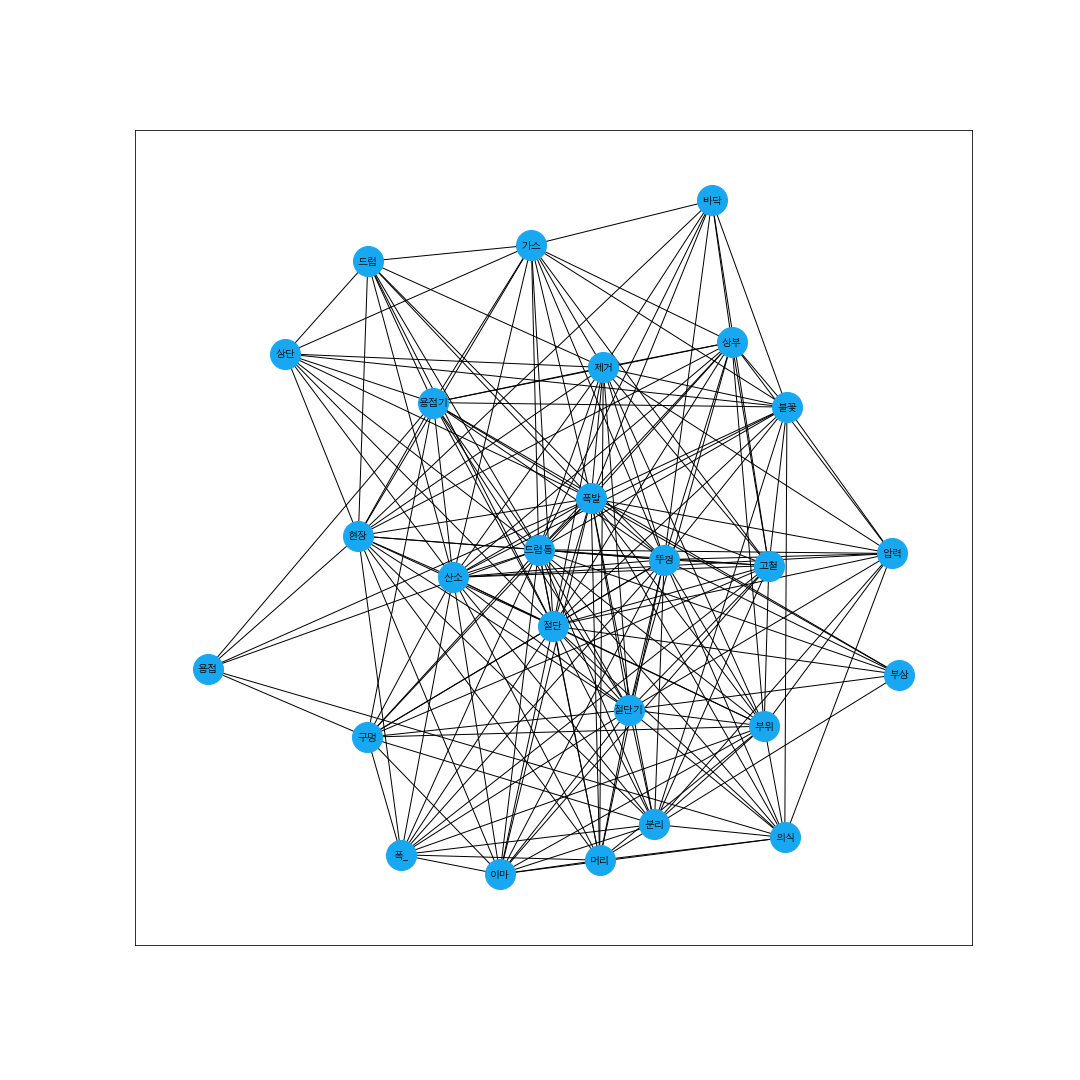 바닥
가스
드럼
상부
상단
제거
용접기
불꽃
폭발
현장
드럼통
압력
뚜껑
고철
산소
절단
용접
부상
절단기
부위
구멍
분리
의식
폭_
머리
이마